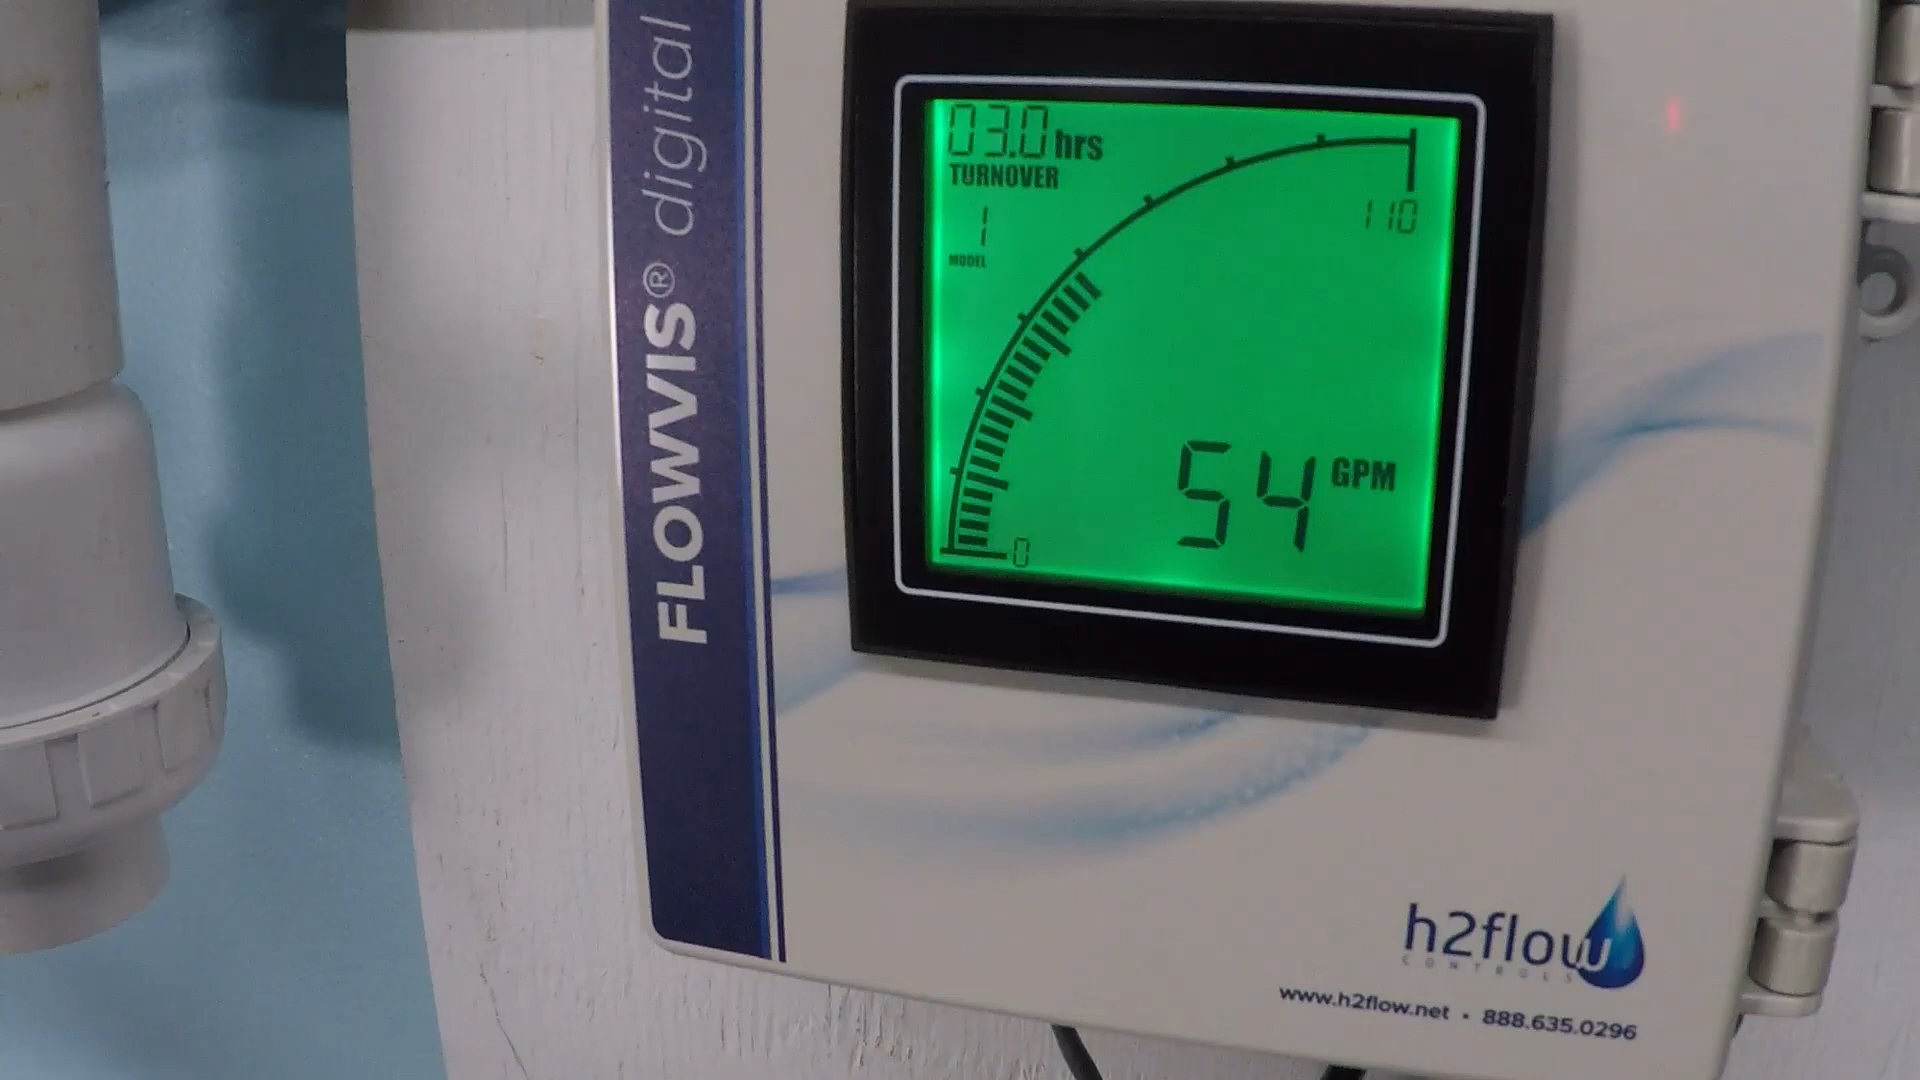 FLOWVIS® digital
03.0 hrs
TURNOVER
1
MODEL
110
54 GPM
0
h2flow
CONTROLS
www.h2flow.net • 888.635.0296